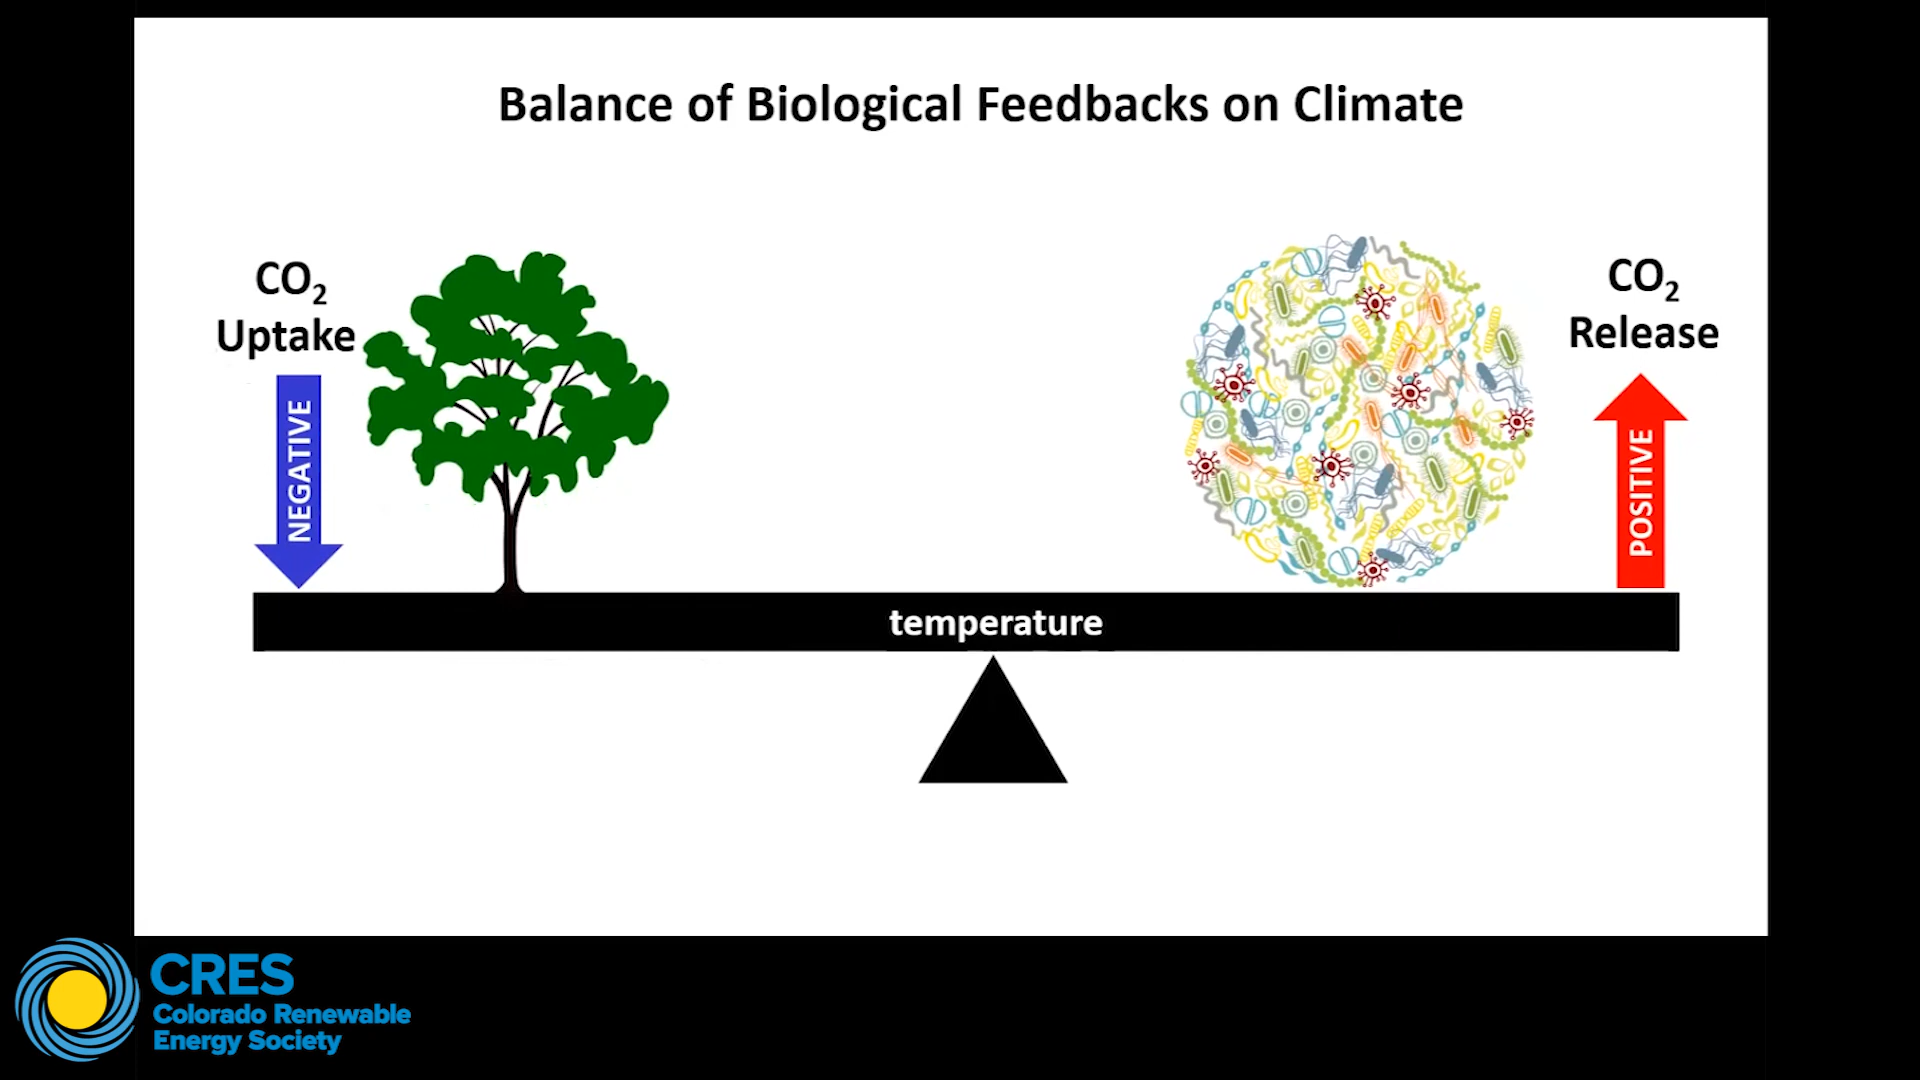 Balance of Biological Feedbacks on Climate
CO₂
Uptake
NEGATIVE
CO₂
Release
POSITIVE
temperature
CRES
Colorado Renewable
Energy Society